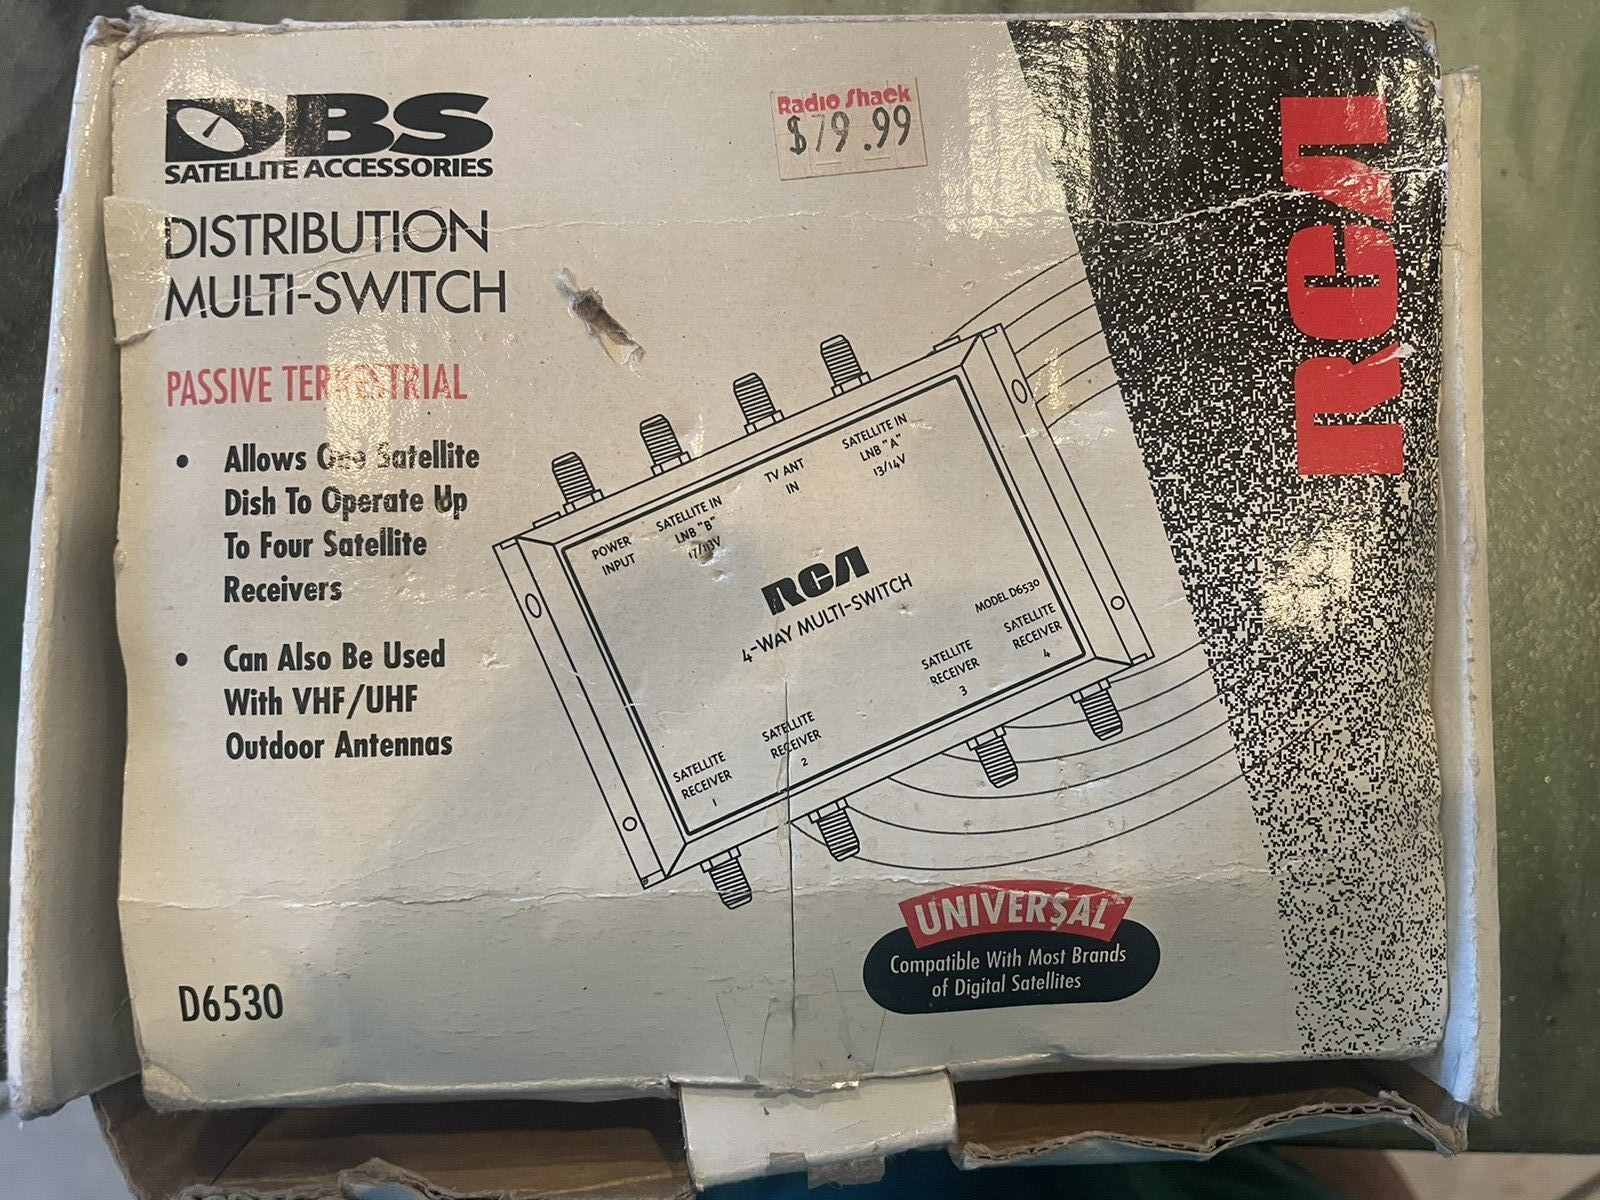 DBS
SATELLITE ACCESSORIES
Radio Shack
$79.99
DISTRIBUTION
MULTI-SWITCH
PASSIVE TERRESTRIAL
• Allows One Satellite
Dish To Operate Up
To Four Satellite
Receivers
• Can Also Be Used
With VHF/UHF
Outdoor Antennas
POWER
INPUT
SATELLITE IN
LNB "B"
17/18V
TV ANT
IN
SATELLITE IN
LNB "A"
13/14V
RCA
4-WAY MULTI-SWITCH
MODEL D6530
SATELLITE
RECEIVER
1
SATELLITE
RECEIVER
2
SATELLITE
RECEIVER
3
SATELLITE
RECEIVER
4
RCA
UNIVERSAL
Compatible With Most Brands
of Digital Satellites
D6530